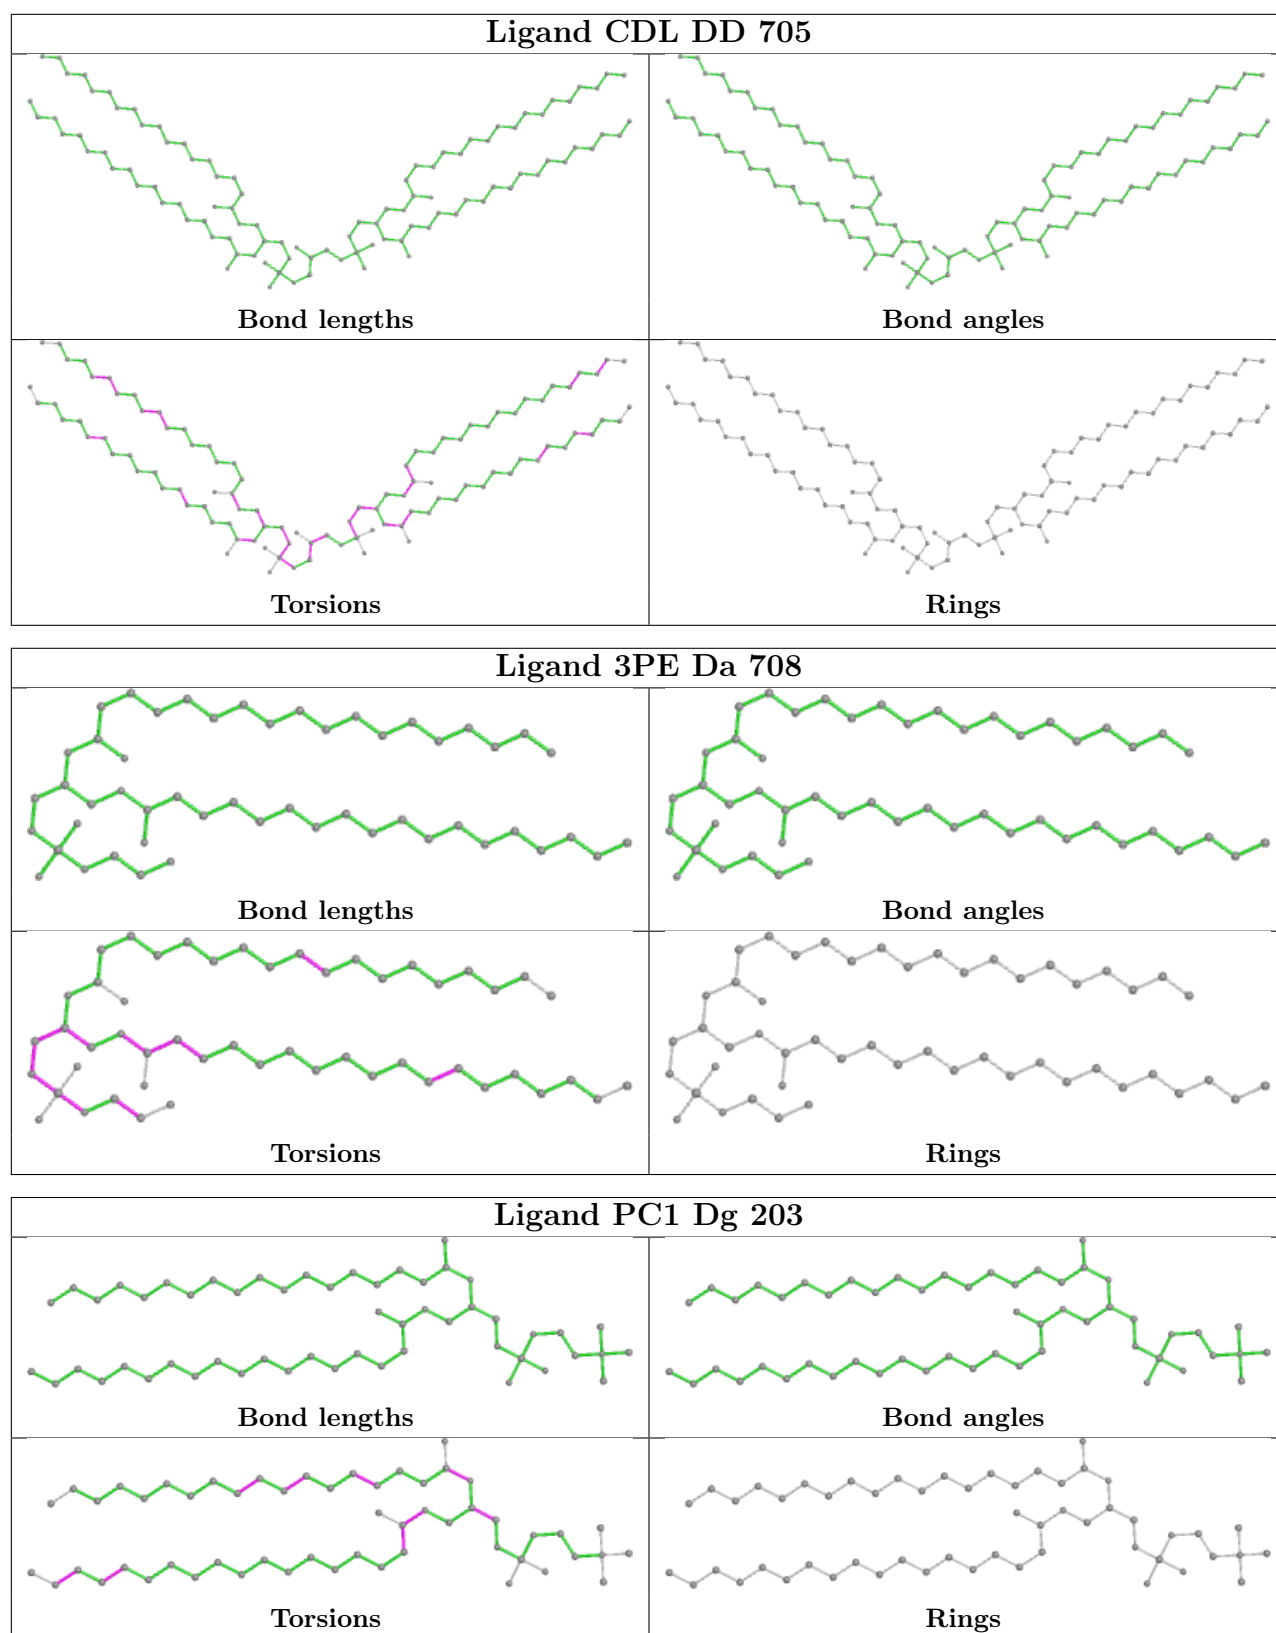 Ligand CDL DD 705
Bond lengths
Bond angles
Torsions
Rings
Ligand 3PE Da 708
Bond lengths
Bond angles
Torsions
Rings
Ligand PC1 Dg 203
Bond lengths
Bond angles
Torsions
Rings